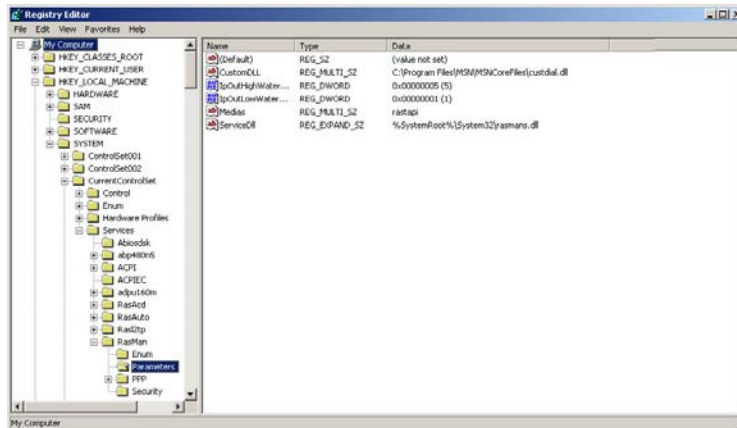 Registry Editor
File Edit View Favorites Help
My Computer
HKEY_CLASSES_ROOT
HKEY_CURRENT_USER
HKEY_LOCAL_MACHINE
HARDWARE
SAM
SECURITY
SOFTWARE
SYSTEM
ControlSet001
ControlSet002
CurrentControlSet
Control
Enum
Hardware Profiles
Services
Abiosdsk
abp480n5
ACPI
ACPIEC
adpu160m
RasAcd
RasAuto
Rasl2tp
RasMan
Enum
Parameters
PPP
Security
Name Type Data
(Default) REG_SZ (value not set)
CustomDLL REG_MULTI_SZ C:\Program Files\MSN\MSNCoreFiles\custdial.dll
IpOutHighWater... REG_DWORD 0x00000005 (5)
IpOutLowWater... REG_DWORD 0x00000001 (1)
Medias REG_MULTI_SZ rastapi
ServiceDll REG_EXPAND_SZ %SystemRoot%\System32\rasmans.dll
My Computer